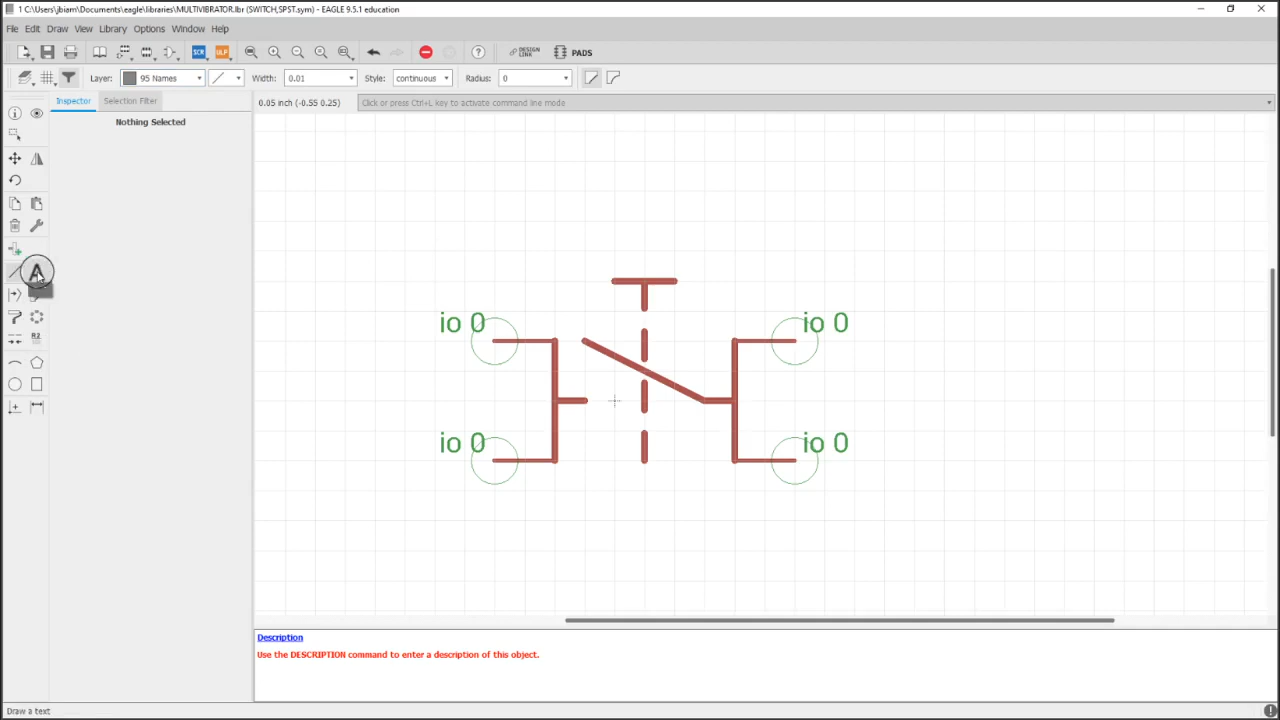 1 C:\Users\jbiam\Documents\eagle\libraries\MULTIVIBRATOR.lbr (SWITCH,SPST.sym) - EAGLE 9.5.1 education
File Edit Draw View Library Options Window Help
SCR ULP DESIGN LINK PADS
Layer: 95 Names Width: 0.01 Style: continuous Radius: 0
Inspector Selection Filter 0.05 inch (-0.55 0.25) Click or press Ctrl+L key to activate command line mode
Nothing Selected
A
io 0 io 0
R2
io 0 io 0
Description
Use the DESCRIPTION command to enter a description of this object.
Draw a text